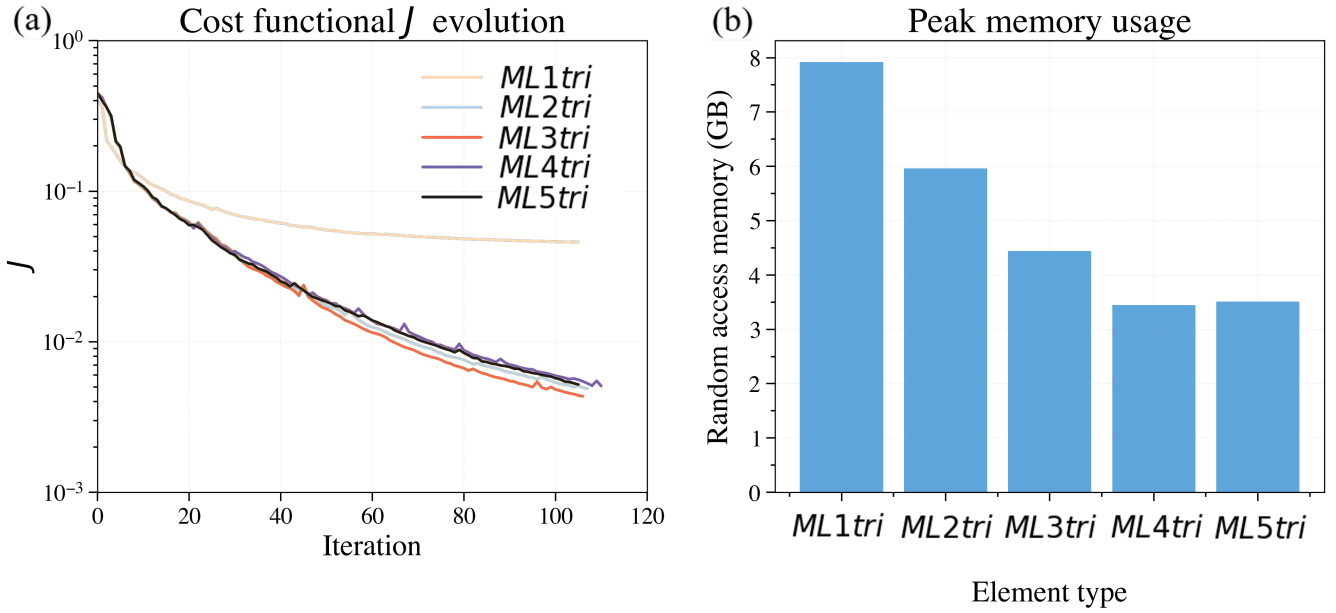 (a) Cost functional J evolution
10⁰
10⁻¹
10⁻²
10⁻³
J
ML1tri
ML2tri
ML3tri
ML4tri
ML5tri
0 20 40 60 80 100 120
Iteration
(b) Peak memory usage
8
7
6
5
4
3
2
1
0
Random access memory (GB)
ML1tri ML2tri ML3tri ML4tri ML5tri
Element type